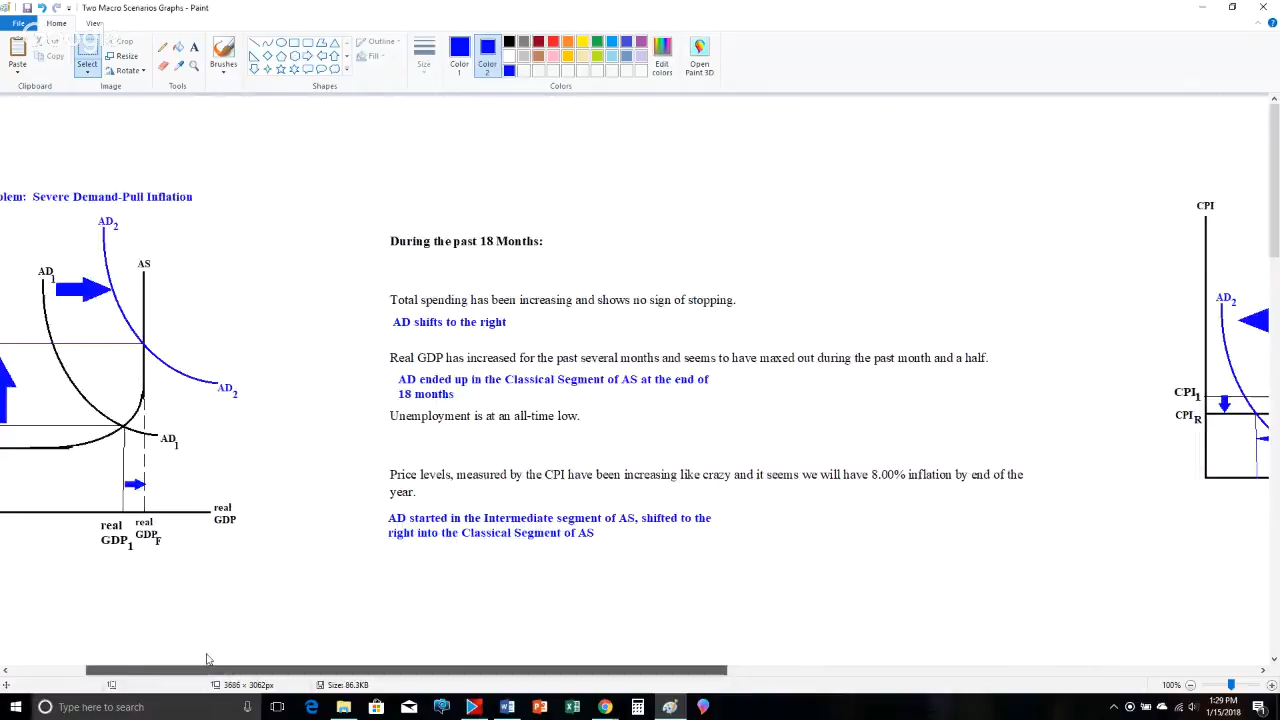 Two Macro Scenarios Graphs - Paint
File
Home
View
Paste
Cut
Copy
Clipboard
Select
Crop
Resize
Rotate
Image
Tools
Brushes
Outline
Fill
Shapes
Size
Color 1
Color 2
Edit colors
Colors
Open Paint 3D
blem: Severe Demand-Pull Inflation
AD2
AD1
AS
AD2
AD1
real GDP
real GDP1
real GDPF
During the past 18 Months:
Total spending has been increasing and shows no sign of stopping.
AD shifts to the right
Real GDP has increased for the past several months and seems to have maxed out during the past month and a half.
AD ended up in the Classical Segment of AS at the end of
18 months
Unemployment is at an all-time low.
Price levels, measured by the CPI have been increasing like crazy and it seems we will have 8.00% inflation by end of the
year.
AD started in the Intermediate segment of AS, shifted to the
right into the Classical Segment of AS
CPI
AD2
CPI1
CPIR
3686 × 3062px
Size: 86.3KB
100%
Type here to search
1:29 PM
1/15/2018